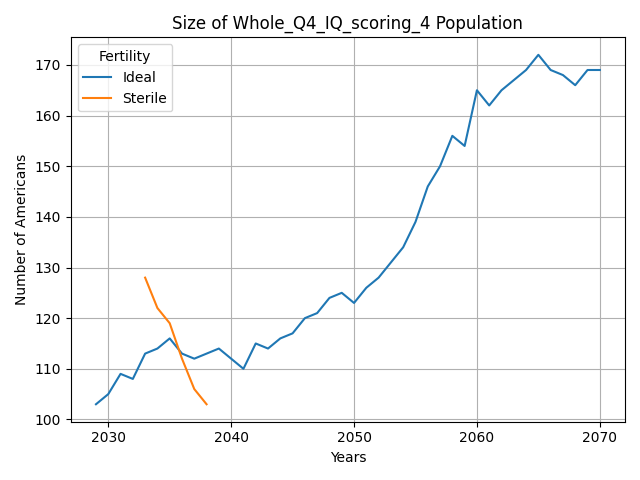 Size of Whole_Q4_IQ_scoring_4 Population
Fertility
Ideal
Sterile
Number of Americans
170
160
150
140
130
120
110
100
2030 2040 2050 2060 2070
Years